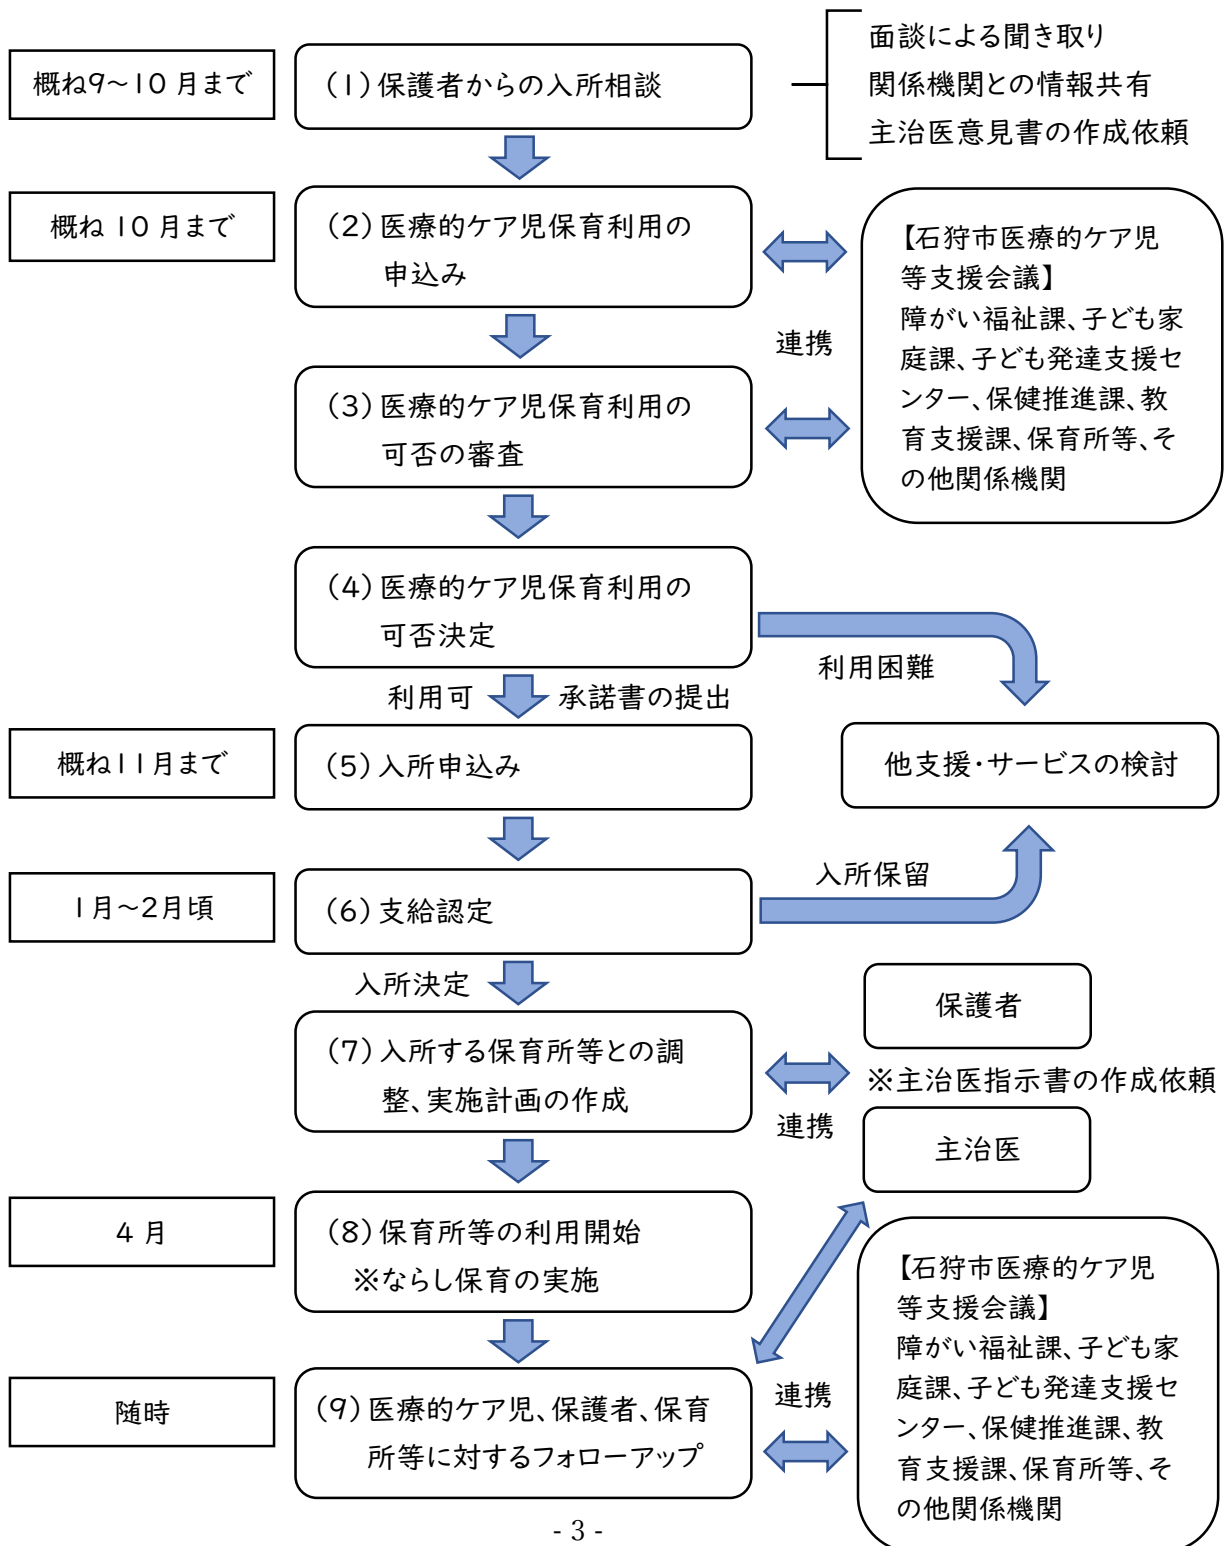 概ね9～10月まで
(1)保護者からの入所相談
面談による聞き取り
関係機関との情報共有
主治医意見書の作成依頼
概ね10月まで
(2)医療的ケア児保育利用の
申込み
【石狩市医療的ケア児
等支援会議】
障がい福祉課、子ども家
庭課、子ども発達支援セ
ンター、保健推進課、教
育支援課、保育所等、そ
の他関係機関
連携
(3)医療的ケア児保育利用の
可否の審査
(4)医療的ケア児保育利用の
可否決定
利用困難
利用可
承諾書の提出
概ね11月まで
(5)入所申込み
他支援・サービスの検討
1月～2月頃
(6)支給認定
入所保留
入所決定
(7)入所する保育所等との調
整、実施計画の作成
連携
保護者
※主治医指示書の作成依頼
主治医
4月
(8)保育所等の利用開始
※ならし保育の実施
随時
(9)医療的ケア児、保護者、保育
所等に対するフォローアップ
連携
【石狩市医療的ケア児
等支援会議】
障がい福祉課、子ども家
庭課、子ども発達支援セ
ンター、保健推進課、教
育支援課、保育所等、そ
の他関係機関
- 3 -